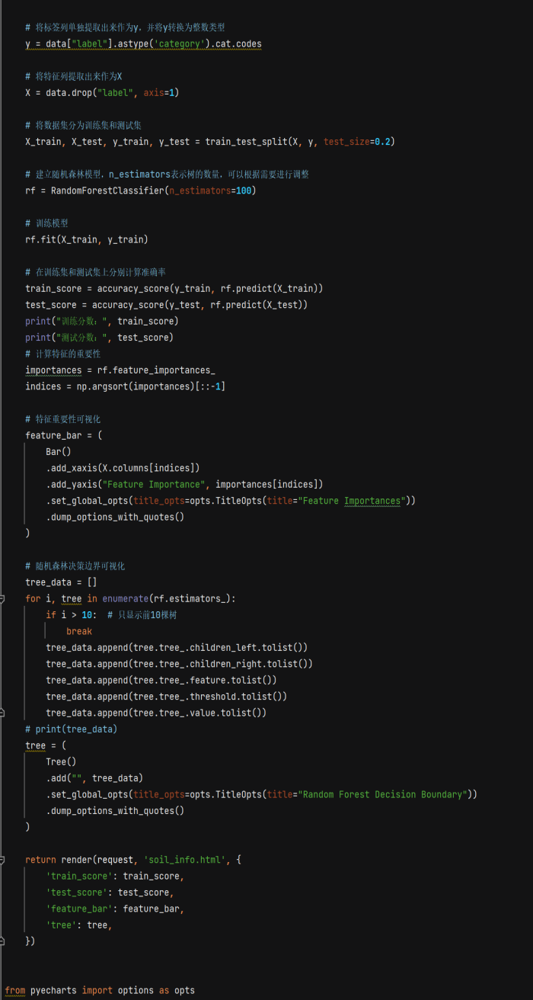 # 将标签列单独提取出来作为y，并将y转换为整数类型
y = data["label"].astype('category').cat.codes
# 将特征列提取出来作为X
X = data.drop("label", axis=1)
# 将数据集分为训练集和测试集
X_train, X_test, y_train, y_test = train_test_split(X, y, test_size=0.2)
# 建立随机森林模型，n_estimators表示树的数量，可以根据需要进行调整
rf = RandomForestClassifier(n_estimators=100)
# 训练模型
rf.fit(X_train, y_train)
# 在训练集和测试集上分别计算准确率
train_score = accuracy_score(y_train, rf.predict(X_train))
test_score = accuracy_score(y_test, rf.predict(X_test))
print("训练分数：", train_score)
print("测试分数：", test_score)
# 计算特征的重要性
importances = rf.feature_importances_
indices = np.argsort(importances)[::-1]
# 特征重要性可视化
feature_bar = (
    Bar()
    .add_xaxis(X.columns[indices])
    .add_yaxis("Feature Importance", importances[indices])
    .set_global_opts(title_opts=opts.TitleOpts(title="Feature Importances"))
    .dump_options_with_quotes()
)
# 随机森林决策边界可视化
tree_data = []
for i, tree in enumerate(rf.estimators_):
    if i > 10:  # 只显示前10棵树
        break
    tree_data.append(tree.tree_.children_left.tolist())
    tree_data.append(tree.tree_.children_right.tolist())
    tree_data.append(tree.tree_.feature.tolist())
    tree_data.append(tree.tree_.threshold.tolist())
    tree_data.append(tree.tree_.value.tolist())
# print(tree_data)
tree = (
    Tree()
    .add("", tree_data)
    .set_global_opts(title_opts=opts.TitleOpts(title="Random Forest Decision Boundary"))
    .dump_options_with_quotes()
)
return render(request, 'soil_info.html', {
    'train_score': train_score,
    'test_score': test_score,
    'feature_bar': feature_bar,
    'tree': tree,
})
from pyecharts import options as opts